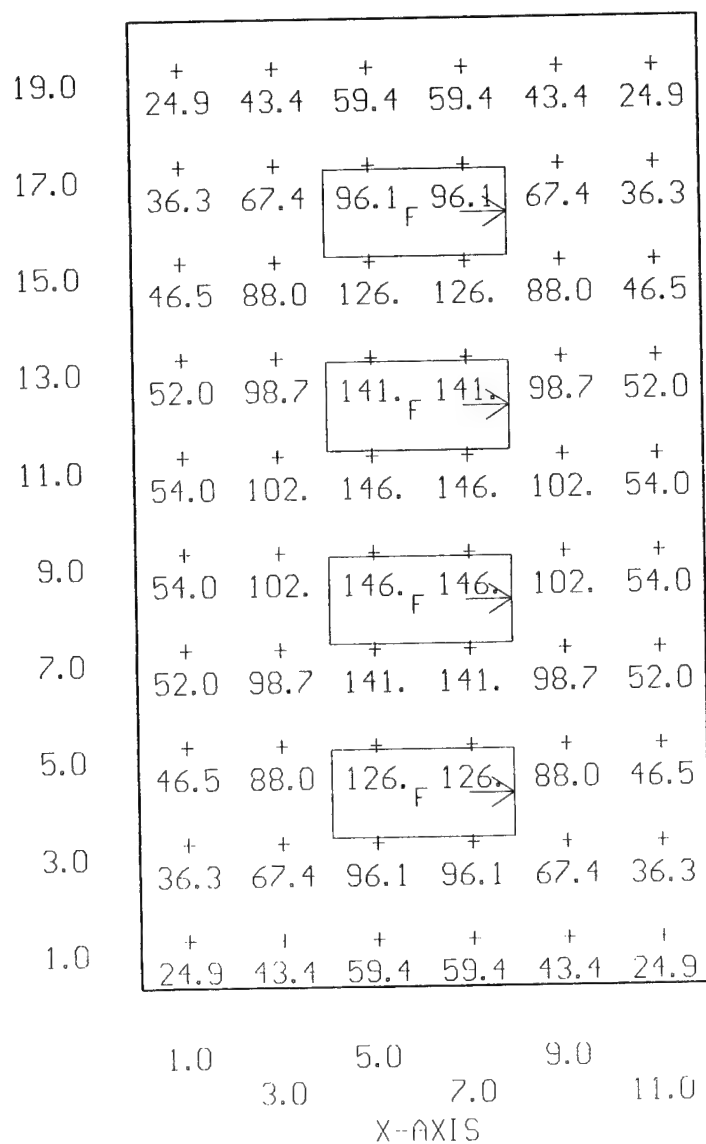 19.0 24.9 43.4 59.4 59.4 43.4 24.9
17.0 36.3 67.4 96.1 96.1 67.4 36.3
F
15.0 46.5 88.0 126. 126. 88.0 46.5
13.0 52.0 98.7 141. 141. 98.7 52.0
F
11.0 54.0 102. 146. 146. 102. 54.0
9.0 54.0 102. 146. 146. 102. 54.0
F
7.0 52.0 98.7 141. 141. 98.7 52.0
5.0 46.5 88.0 126. 126. 88.0 46.5
F
3.0 36.3 67.4 96.1 96.1 67.4 36.3
1.0 24.9 43.4 59.4 59.4 43.4 24.9
1.0 5.0 9.0
3.0 7.0 11.0
X-AXIS